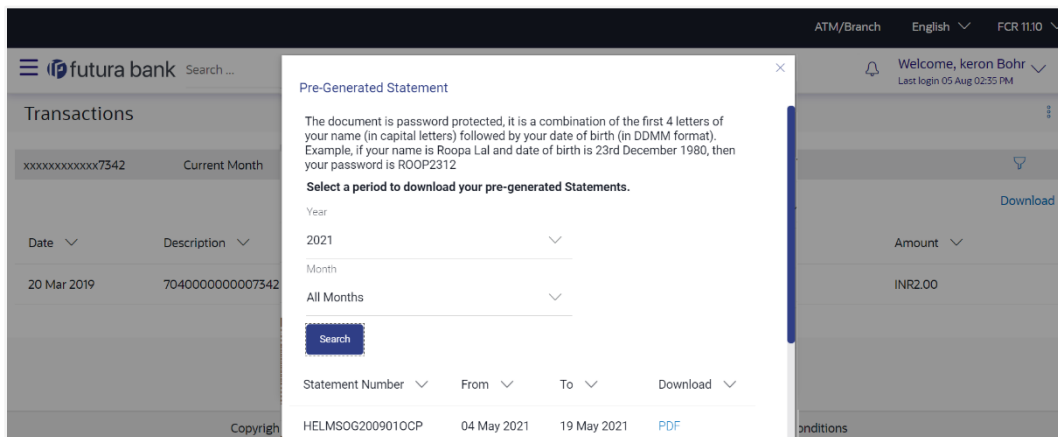 ATM/Branch English FCR 11.10
futura bank Search ... Welcome, keron Bohr
Last login 05 Aug 02:35 PM
Pre-Generated Statement
Transactions
The document is password protected, it is a combination of the first 4 letters of
your name (in capital letters) followed by your date of birth (in DDMM format).
Example, if your name is Roopa Lal and date of birth is 23rd December 1980, then
your password is ROOP2312
xxxxxxxxxxxx7342 Current Month
Select a period to download your pre-generated Statements.
Download
Year
2021
Date Description Amount
Month
20 Mar 2019 7040000000007342 INR2.00
All Months
Search
Statement Number From To Download
HELMSOG200901OCP 04 May 2021 19 May 2021 PDF
Copyrigh onditions